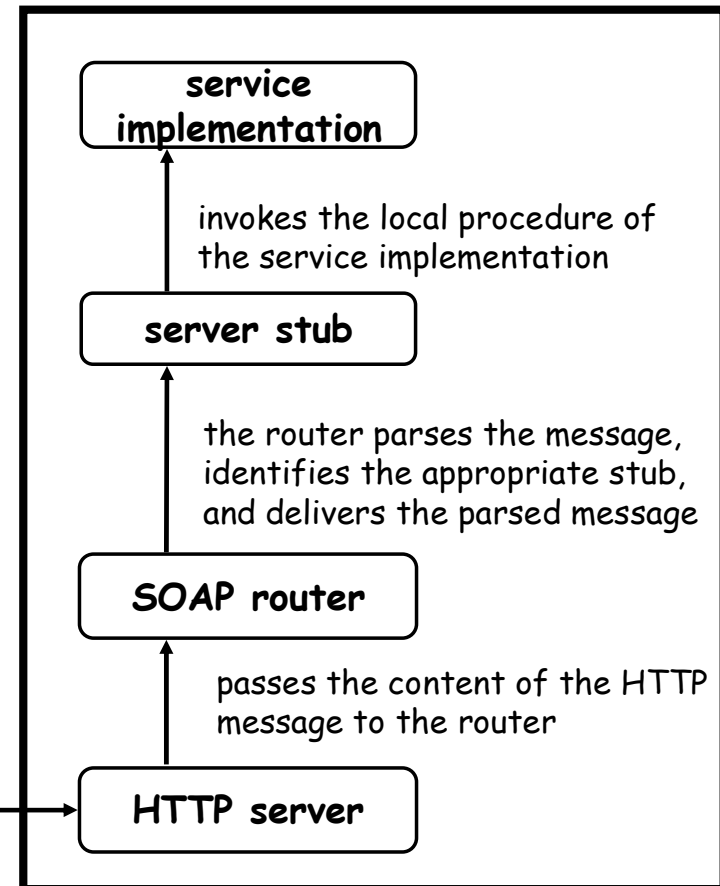 service
implementation
invokes the local procedure of
the service implementation
server stub
the router parses the message,
identifies the appropriate stub,
and delivers the parsed message
SOAP router
passes the content of the HTTP
message to the router
HTTP server